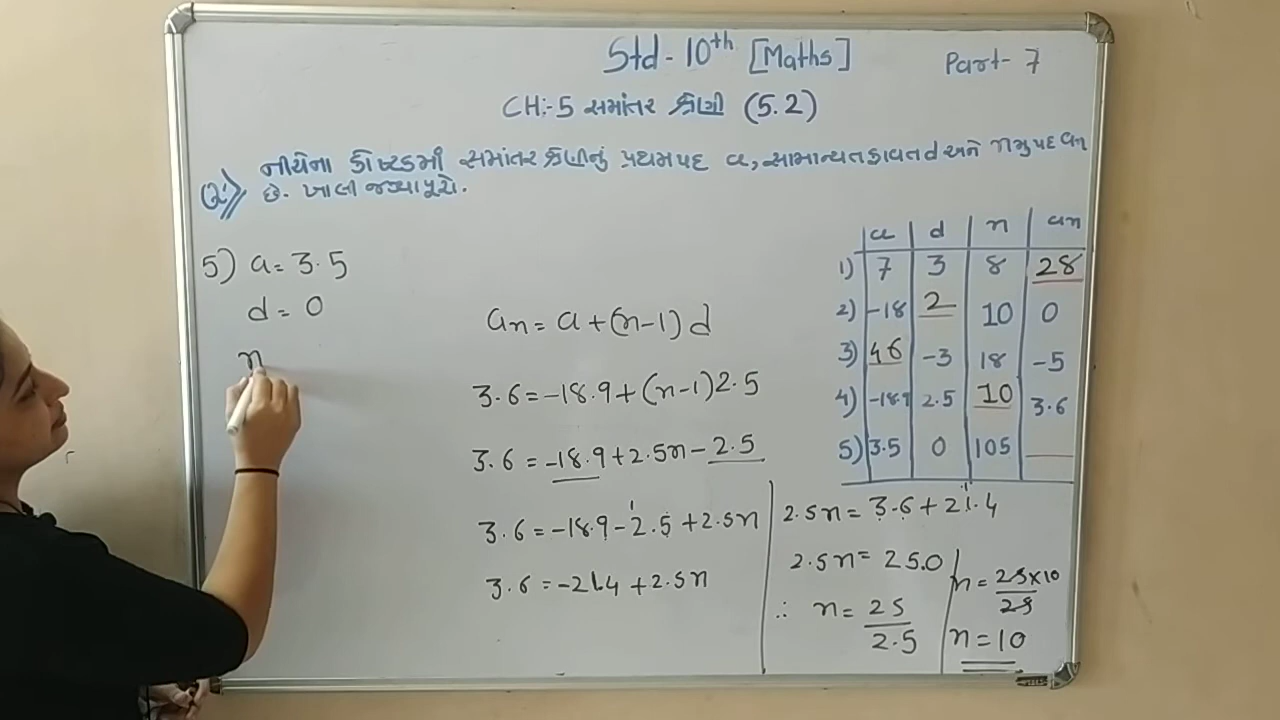 Std - 10th [Maths]
Part - 7
CH:-5 સમાંતર શ્રેણી (5.2)
Q:1 નીચેના કોષ્ટકમાં સમાંતર શ્રેણીનું પ્રથમ પદ a, સામાન્ય તફાવત d અને n મુ પદ an
છે. ખાલી જગ્યા પૂરો.
a d n an
1) 7 3 8 28
2) -18 2 10 0
3) 46 -3 18 -5
4) -18.9 2.5 10 3.6
5) 3.5 0 105 __
5) a = 3.5
d = 0
n
an = a + (n-1) d
3.6 = -18.9 + (n-1) 2.5
3.6 = -18.9 + 2.5n - 2.5
3.6 = -18.9 - 2.5 + 2.5n
3.6 = -21.4 + 2.5n
2.5n = 3.6 + 21.4
2.5n = 25.0
∴ n = 25/2.5
n = 25×10/25
n = 10